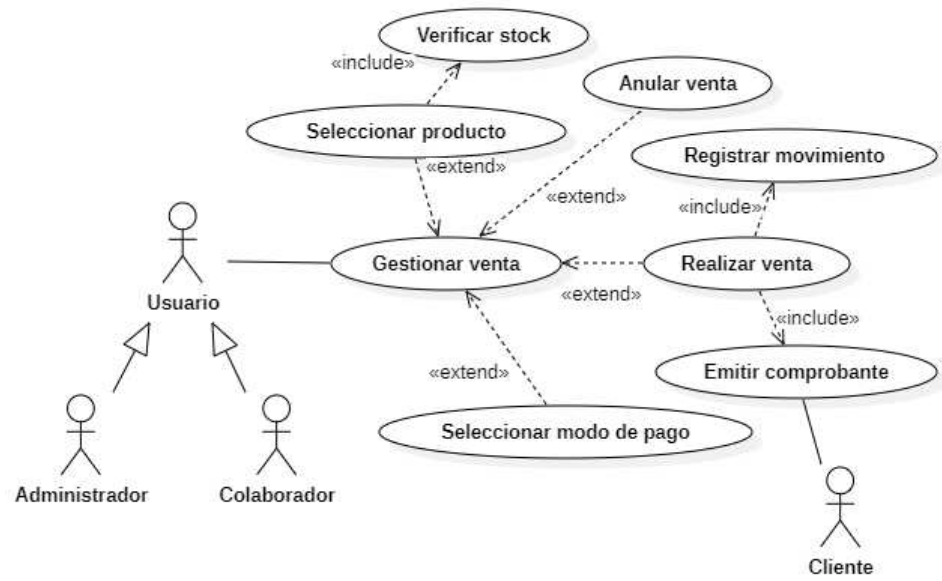 Verificar stock
«include»
Anular venta
Seleccionar producto
«extend»
Registrar movimiento
«extend»
«include»
Usuario
Gestionar venta
Realizar venta
«extend»
«include»
«extend»
Emitir comprobante
Seleccionar modo de pago
Administrador
Colaborador
Cliente